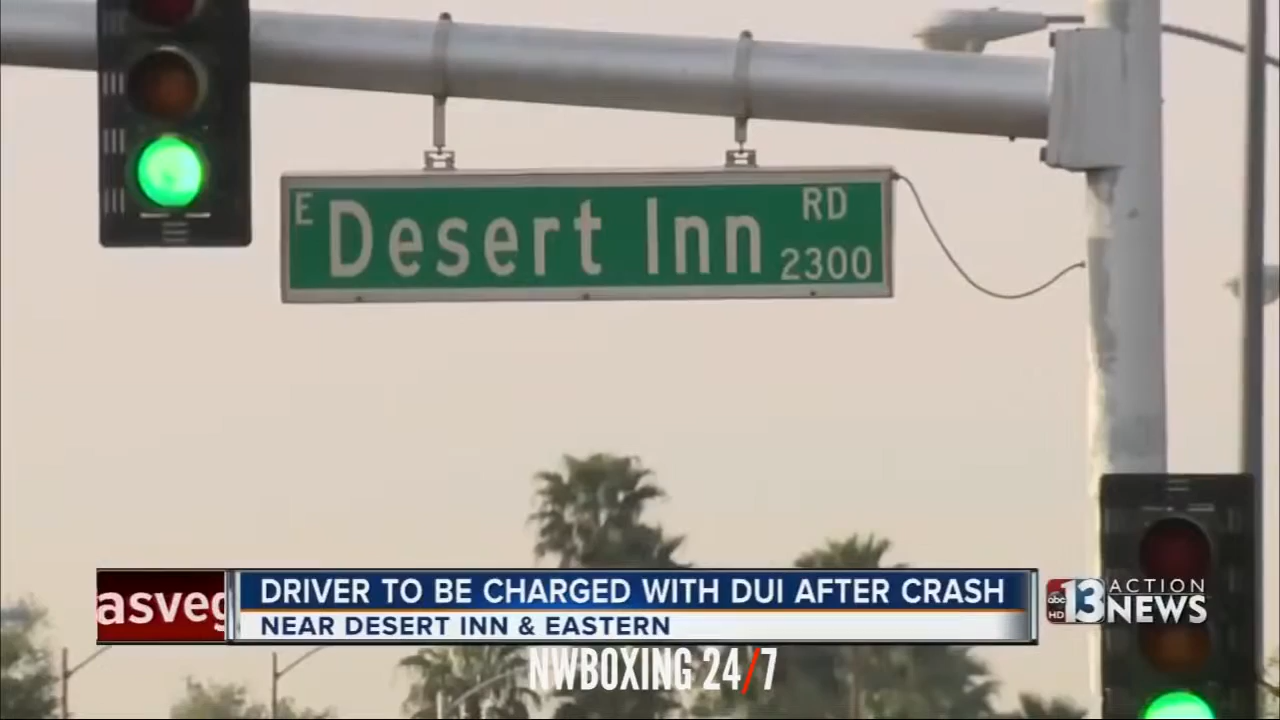 E Desert Inn RD
2300
asveg
DRIVER TO BE CHARGED WITH DUI AFTER CRASH
NEAR DESERT INN & EASTERN
abc HD 13 ACTION NEWS
NWBOXING 24/7